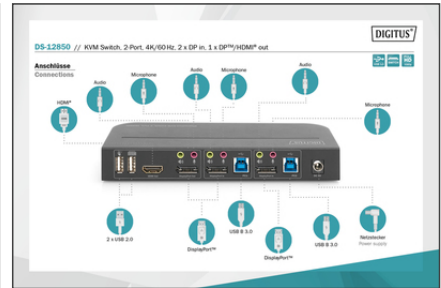 DIGITUS®
DS-12850 // KVM Switch, 2-Port, 4K/60 Hz, 2 x DP in, 1 x DP™/HDMI® out
Anschlüsse
Connections
Audio
Microphone
Audio
Microphone
Audio
HDMI®
Microphone
2 x USB 2.0
DisplayPort™
USB B 3.0
DisplayPort™
USB B 3.0
Netzstecker
Power supply